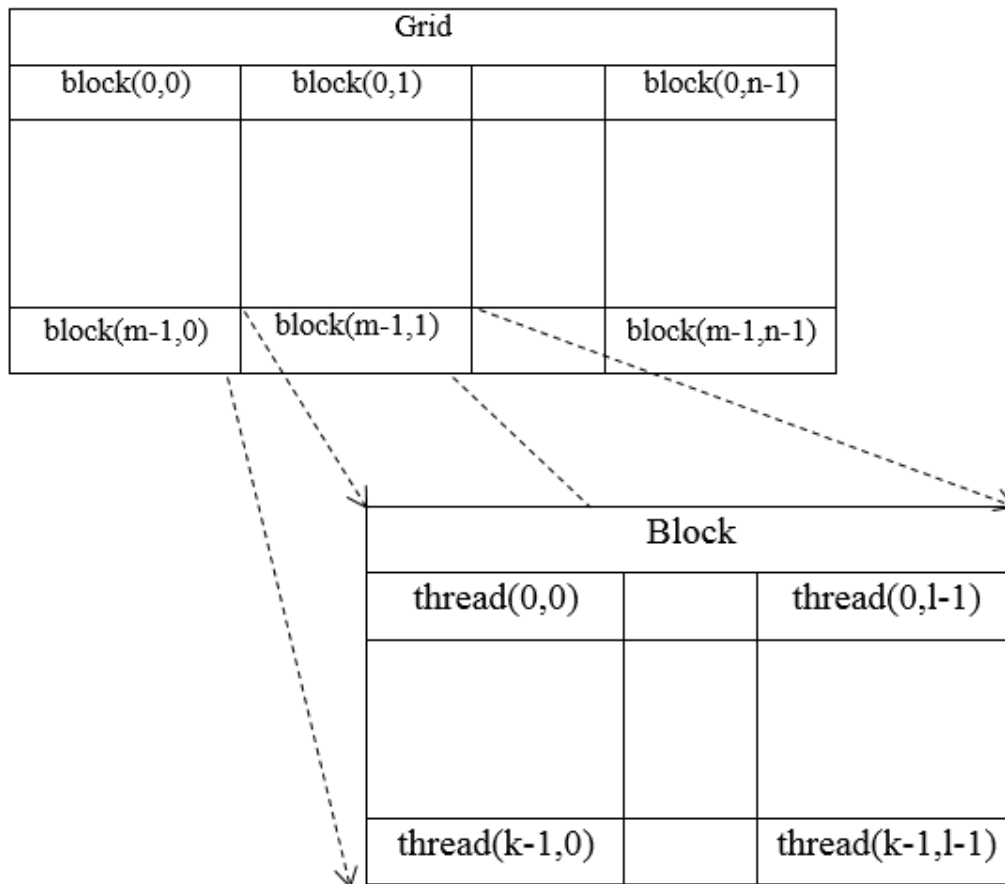 Grid
block(0,0) block(0,1) block(0,n-1)
block(m-1,0) block(m-1,1) block(m-1,n-1)
Block
thread(0,0) thread(0,l-1)
thread(k-1,0) thread(k-1,l-1)